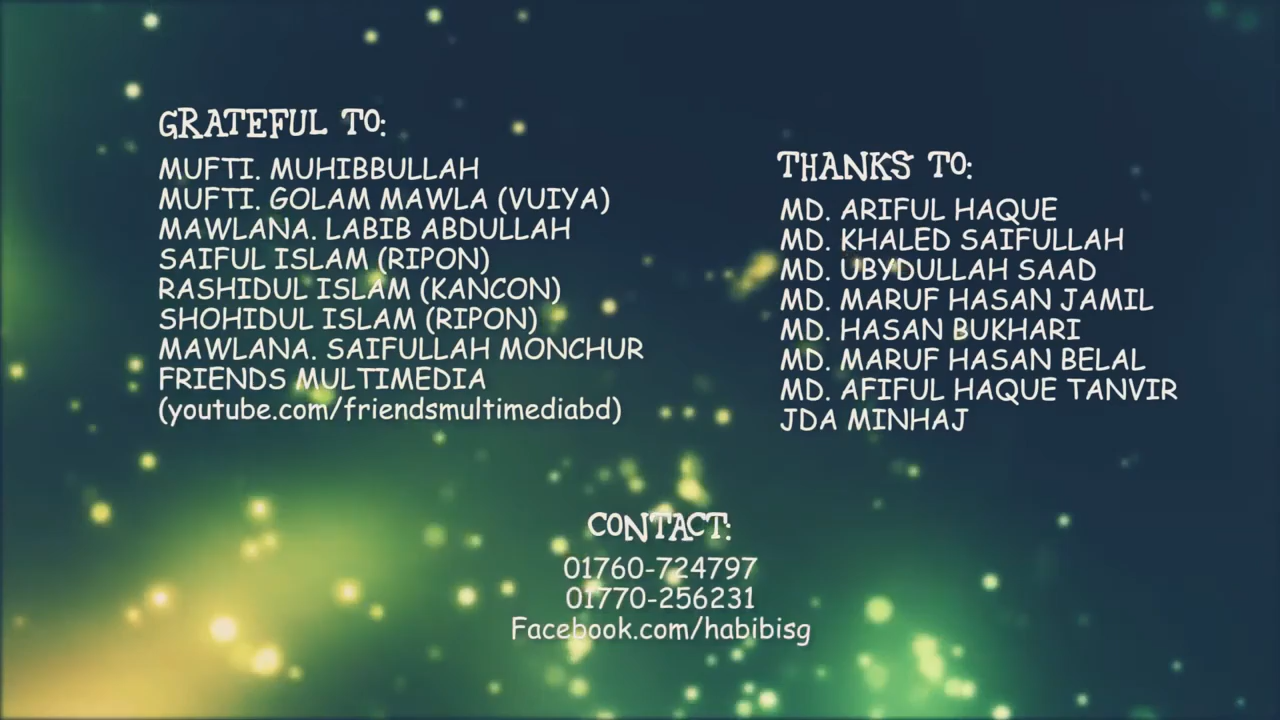 GRATEFUL TO:
MUFTI. MUHIBBULLAH
MUFTI. GOLAM MAWLA (VUIYA)
MAWLANA. LABIB ABDULLAH
SAIFUL ISLAM (RIPON)
RASHIDUL ISLAM (KANCON)
SHOHIDUL ISLAM (RIPON)
MAWLANA. SAIFULLAH MONCHUR
FRIENDS MULTIMEDIA
(youtube.com/friendsmultimediabd)
THANKS TO:
MD. ARIFUL HAQUE
MD. KHALED SAIFULLAH
MD. UBYDULLAH SAAD
MD. MARUF HASAN JAMIL
MD. HASAN BUKHARI
MD. MARUF HASAN BELAL
MD. AFIFUL HAQUE TANVIR
JDA MINHAJ
CONTACT:
01760-724797
01770-256231
Facebook.com/habibisg